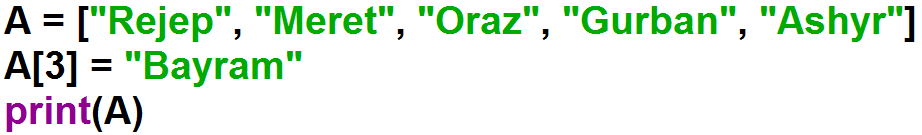 A = ["Rejep", "Meret", "Oraz", "Gurban", "Ashyr"]
A[3] = "Bayram"
print(A)